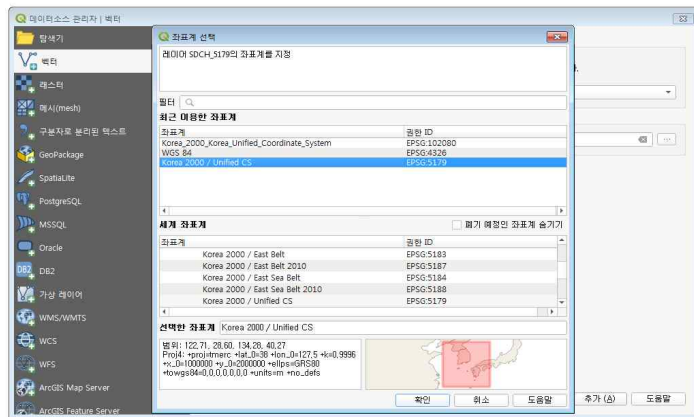 데이터소스 관리자 | 벡터
탐색기
벡터
래스터
메시(mesh)
구분자로 분리된 텍스트
GeoPackage
SpatiaLite
PostgreSQL
MSSQL
Oracle
DB2 DB2
가상 레이어
WMS/WMTS
WCS
WFS
ArcGIS Map Server
ArcGIS Feature Server
좌표계 선택
레이어 SDCH_5179의 좌표계를 지정
필터
최근 이용한 좌표계
좌표계 권한 ID
Korea_2000_Korea_Unified_Coordinate_System EPSG:102080
WGS 84 EPSG:4326
Korea 2000 / Unified CS EPSG:5179
세계 좌표계 폐기 예정인 좌표계 숨기기
좌표계 권한 ID
Korea 2000 / East Belt EPSG:5183
Korea 2000 / East Belt 2010 EPSG:5187
Korea 2000 / East Sea Belt EPSG:5184
Korea 2000 / East Sea Belt 2010 EPSG:5188
Korea 2000 / Unified CS EPSG:5179
선택한 좌표계 Korea 2000 / Unified CS
범위: 122.71, 28.60, 134.28, 40.27
Proj4: +proj=tmerc +lat_0=38 +lon_0=127.5 +k=0.9996
+x_0=1000000 +y_0=2000000 +ellps=GRS80
+towgs84=0,0,0,0,0,0,0 +units=m +no_defs
확인 취소 도움말
추가 (A) 도움말